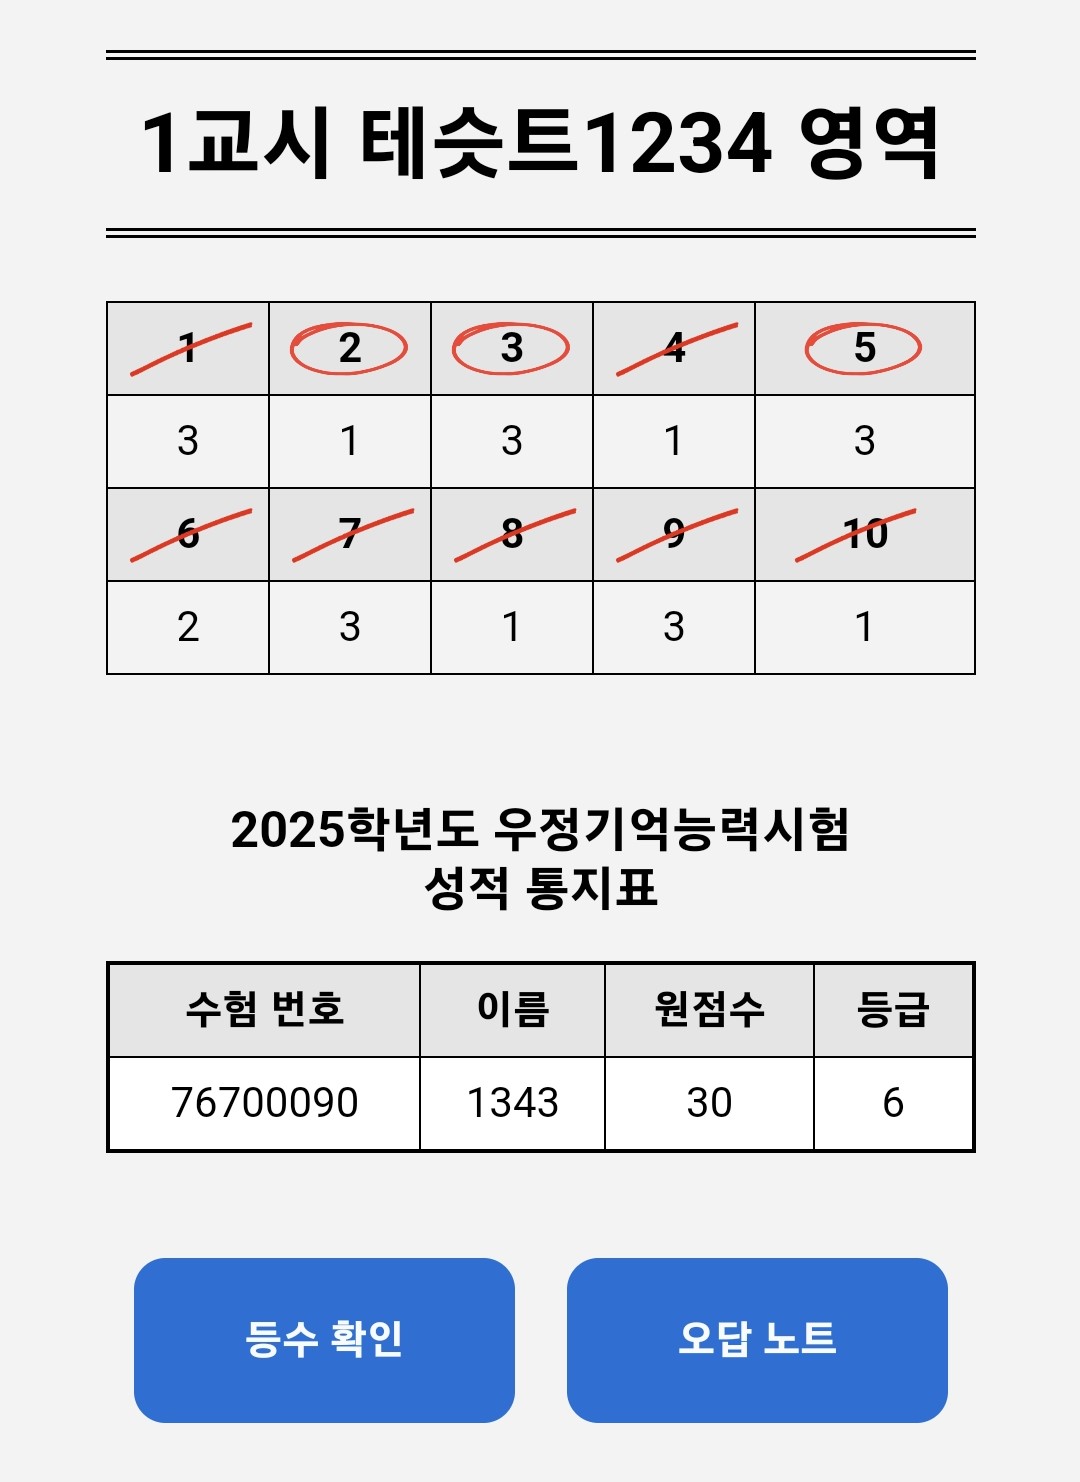 1교시 테슷트1234 영역
1 2 3 4 5
3 1 3 1 3
6 7 8 9 10
2 3 1 3 1
2025학년도 우정기억능력시험
성적 통지표
수험 번호 이름 원점수 등급
76700090 1343 30 6
등수 확인 오답 노트